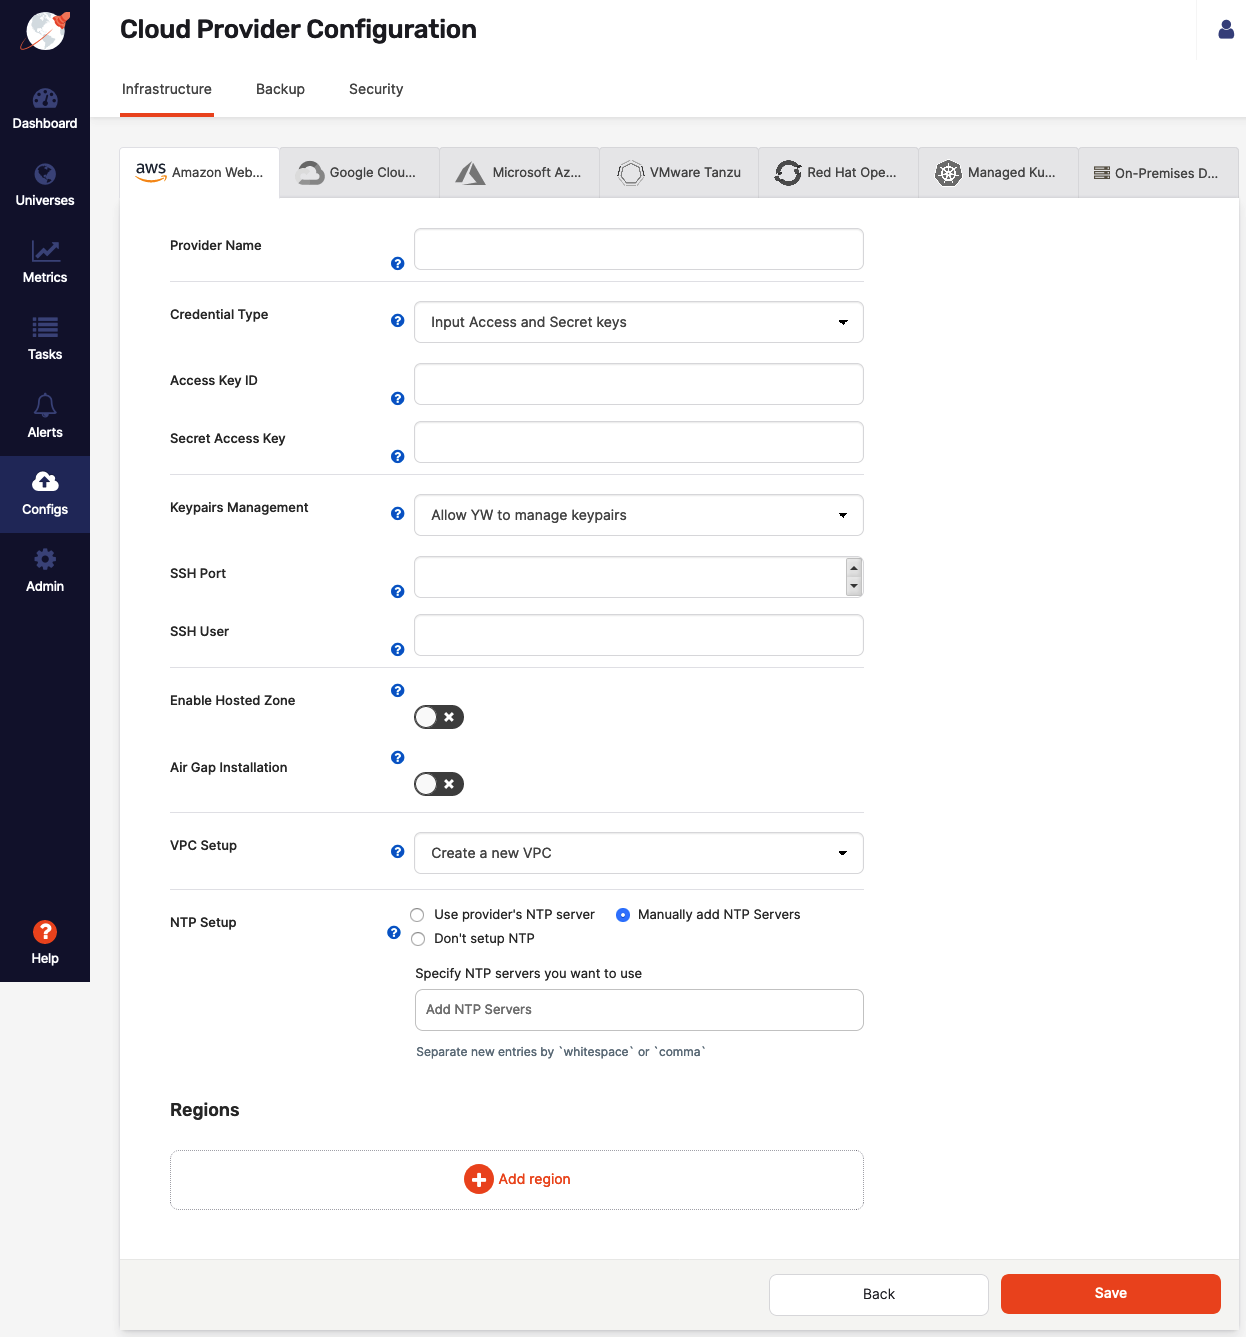 Cloud Provider Configuration
Infrastructure
Backup
Security
Dashboard
Universes
Metrics
Tasks
Alerts
Configs
Admin
Help
aws Amazon Web...
Google Clou...
Microsoft Az...
VMware Tanzu
Red Hat Ope...
Managed Ku...
On-Premises D...
Provider Name
Credential Type
Input Access and Secret keys
Access Key ID
Secret Access Key
Keypairs Management
Allow YW to manage keypairs
SSH Port
SSH User
Enable Hosted Zone
Air Gap Installation
VPC Setup
Create a new VPC
NTP Setup
Use provider's NTP server
Manually add NTP Servers
Don't setup NTP
Specify NTP servers you want to use
Add NTP Servers
Separate new entries by `whitespace` or `comma`
Regions
Add region
Back
Save